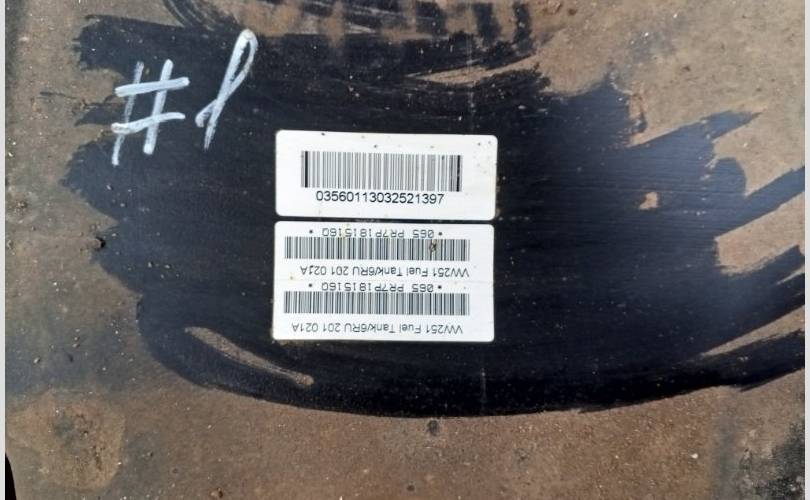 #1
03560113032521397
VW251 Fuel Tank/6RU 201 021A
* 065 PR7P1815160 *
VW251 Fuel Tank/6RU 201 021A
* 065 PR7P1815160 *